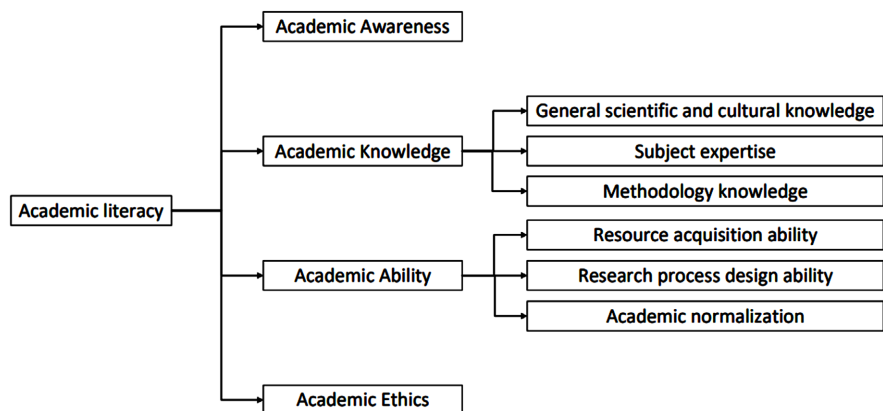 Academic Awareness
General scientific and cultural knowledge
Academic Knowledge
Subject expertise
Methodology knowledge
Academic literacy
Resource acquisition ability
Academic Ability
Research process design ability
Academic normalization
Academic Ethics